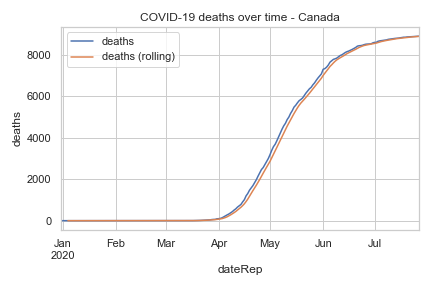 COVID-19 deaths over time - Canada
deaths
deaths (rolling)
deaths
8000
6000
4000
2000
0
Jan Feb Mar Apr May Jun Jul
2020
dateRep